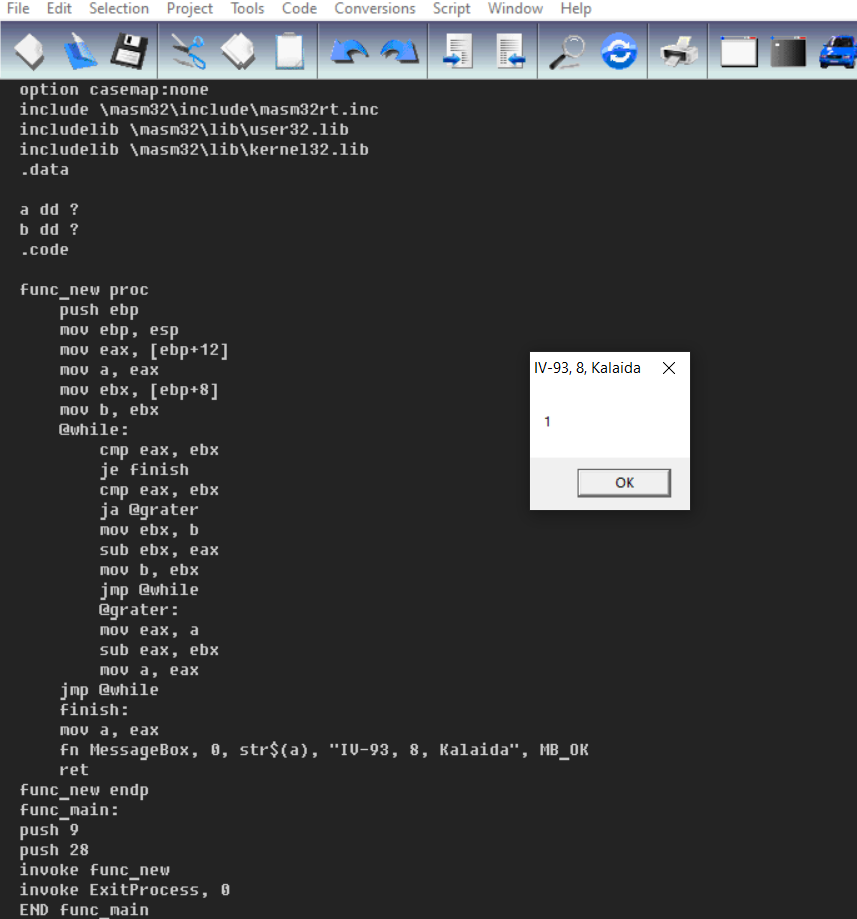 File Edit Selection Project Tools Code Conversions Script Window Help
option casemap:none
include \masm32\include\masm32rt.inc
includelib \masm32\lib\user32.lib
includelib \masm32\lib\kernel32.lib
.data
a dd ?
b dd ?
.code
func_new proc
push ebp
mov ebp, esp
mov eax, [ebp+12]
mov a, eax
mov ebx, [ebp+8]
mov b, ebx
@while:
cmp eax, ebx
je finish
cmp eax, ebx
ja @grater
mov ebx, b
sub ebx, eax
mov b, ebx
jmp @while
@grater:
mov eax, a
sub eax, ebx
mov a, eax
jmp @while
finish:
mov a, eax
fn MessageBox, 0, str$(a), "IV-93, 8, Kalaida", MB_OK
ret
func_new endp
func_main:
push 9
push 28
invoke func_new
invoke ExitProcess, 0
END func_main
IV-93, 8, Kalaida
1
OK